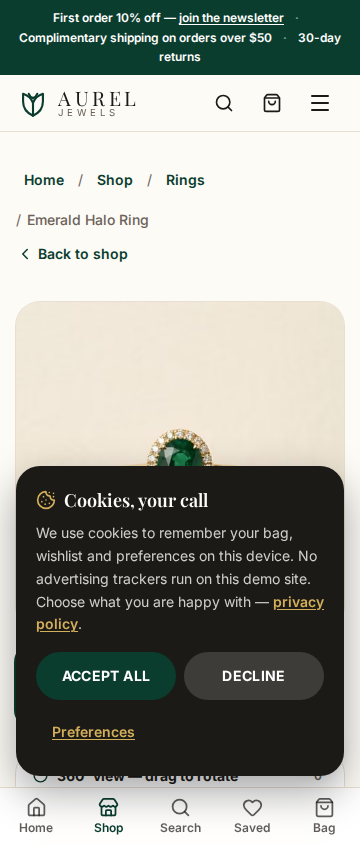 First order 10% off — join the newsletter ·
Complimentary shipping on orders over $50 · 30-day
returns
AUREL
JEWELS
Home / Shop / Rings
/ Emerald Halo Ring
Back to shop
Cookies, your call
We use cookies to remember your bag,
wishlist and preferences on this device. No
advertising trackers run on this demo site.
Choose what you are happy with — privacy
policy.
ACCEPT ALL DECLINE
Preferences
360° view — drag to rotate
Home Shop Search Saved Bag